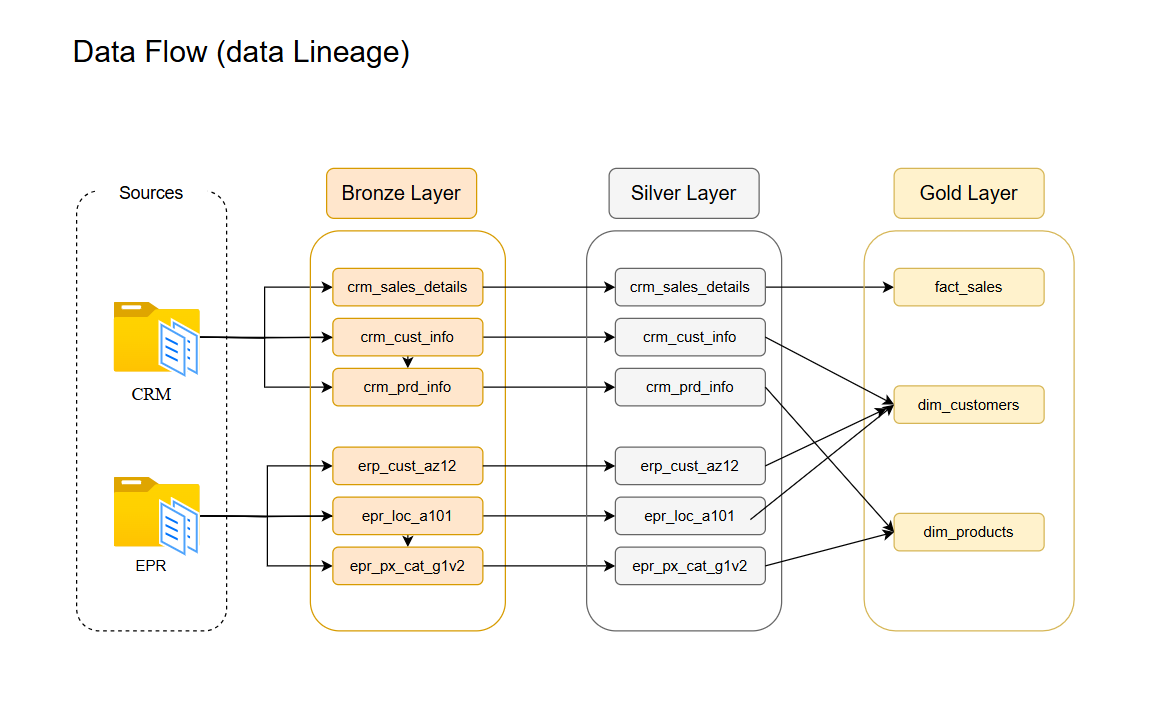 Data Flow (data Lineage)
Sources
Bronze Layer
Silver Layer
Gold Layer
crm_sales_details
crm_sales_details
fact_sales
crm_cust_info
crm_cust_info
crm_prd_info
crm_prd_info
CRM
dim_customers
erp_cust_az12
erp_cust_az12
epr_loc_a101
epr_loc_a101
dim_products
EPR
epr_px_cat_g1v2
epr_px_cat_g1v2